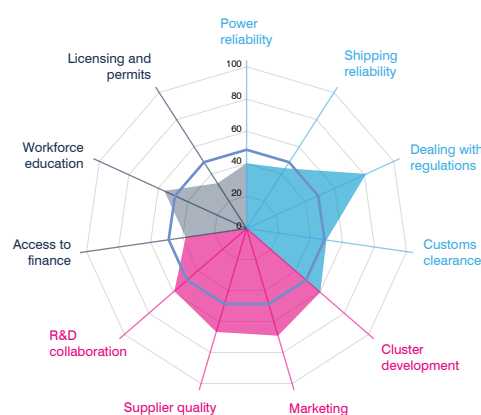 Power
reliability
Shipping
reliability
Dealing with
regulations
Customs
clearance
Cluster
development
Marketing
Supplier quality
R&D
collaboration
Access to
finance
Workforce
education
Licensing and
permits
100
80
60
40
20
0